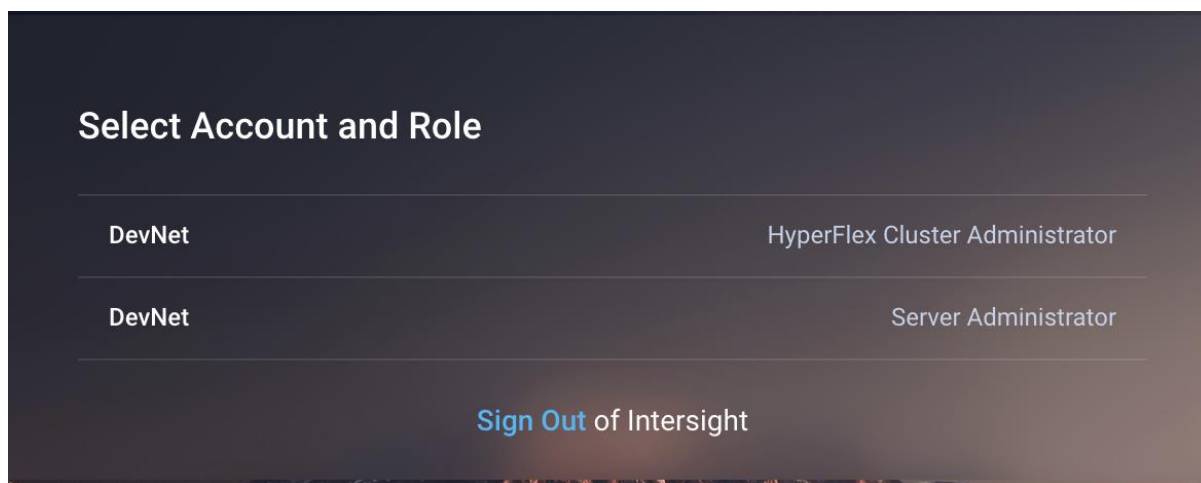 Select Account and Role
DevNet HyperFlex Cluster Administrator
DevNet Server Administrator
Sign Out of Intersight